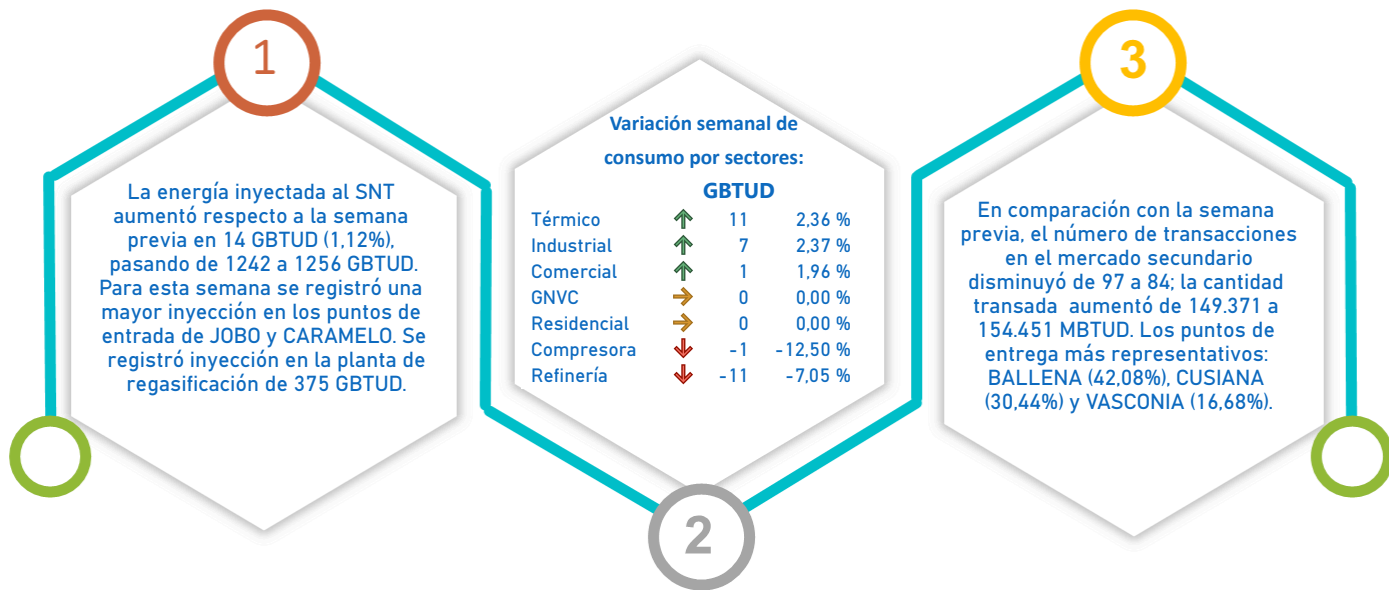 1
La energía inyectada al SNT
aumentó respecto a la semana
previa en 14 GBTUD (1,12%),
pasando de 1242 a 1256 GBTUD.
Para esta semana se registró una
mayor inyección en los puntos de
entrada de JOBO y CARAMELO. Se
registró inyección en la planta de
regasificación de 375 GBTUD.
Variación semanal de
consumo por sectores:
GBTUD
Térmico 11 2,36 %
Industrial 7 2,37 %
Comercial 1 1,96 %
GNVC 0 0,00 %
Residencial 0 0,00 %
Compresora -1 -12,50 %
Refinería -11 -7,05 %
2
3
En comparación con la semana
previa, el número de transacciones
en el mercado secundario
disminuyó de 97 a 84; la cantidad
transada aumentó de 149.371 a
154.451 MBTUD. Los puntos de
entrega más representativos:
BALLENA (42,08%), CUSIANA
(30,44%) y VASCONIA (16,68%).